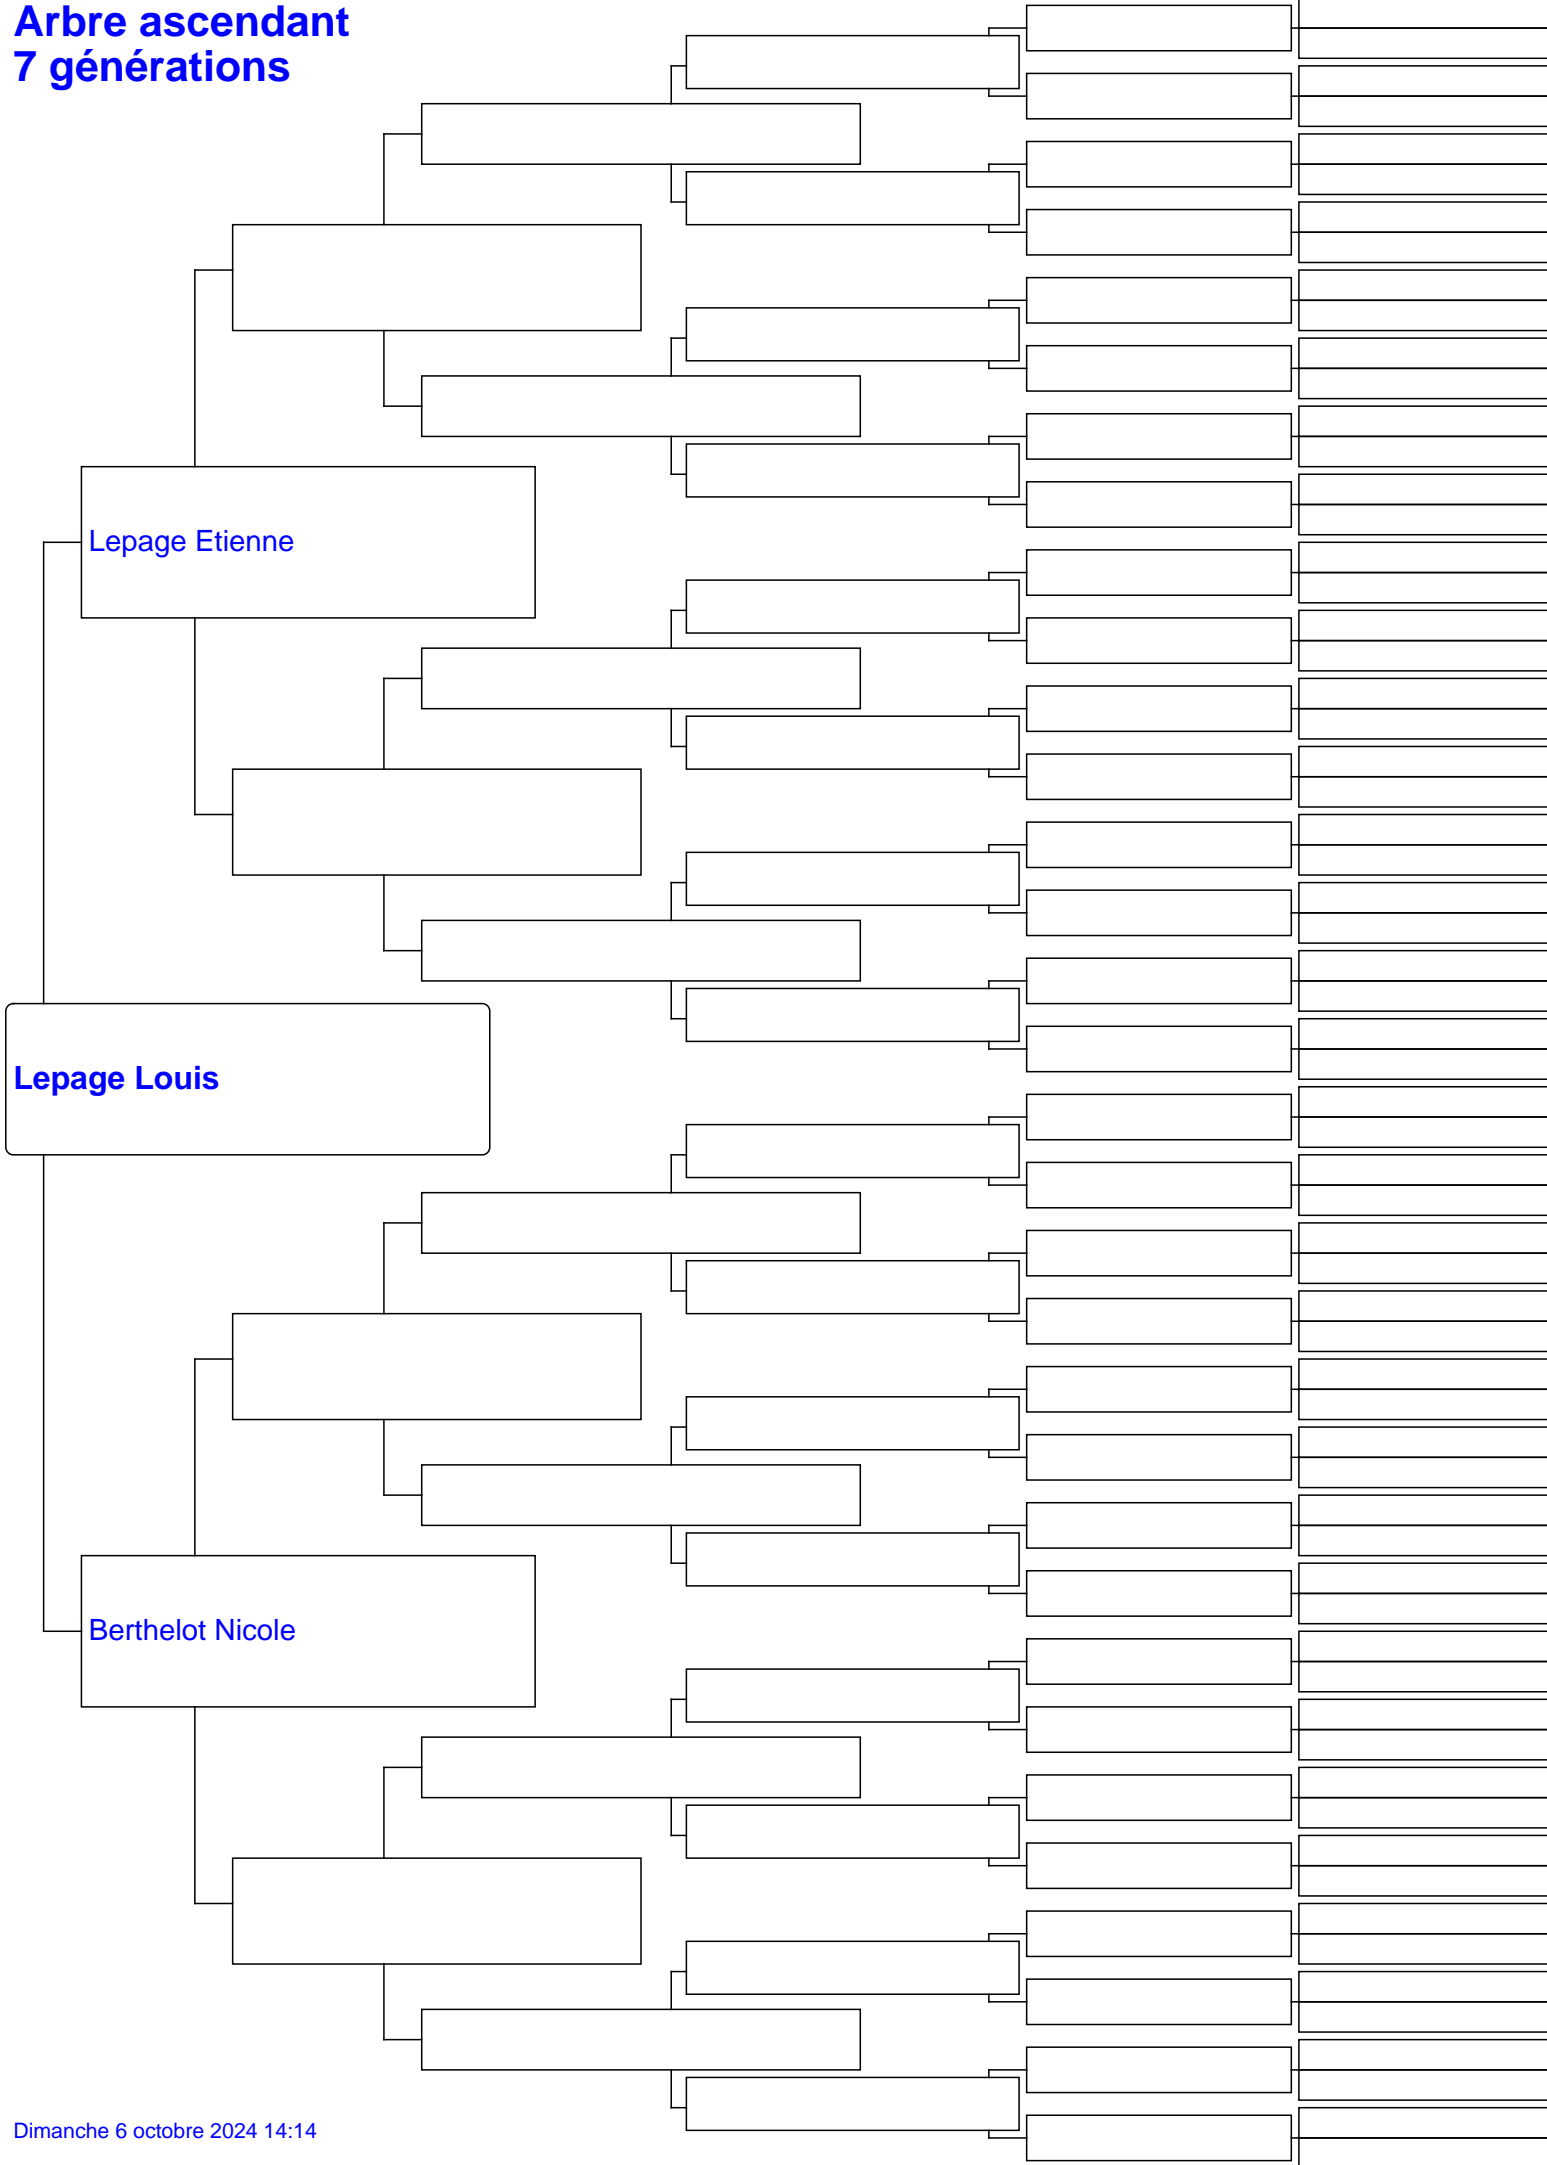 Arbre ascendant
7 générations
Lepage Etienne
Lepage Louis
Berthelot Nicole
Dimanche 6 octobre 2024 14:14